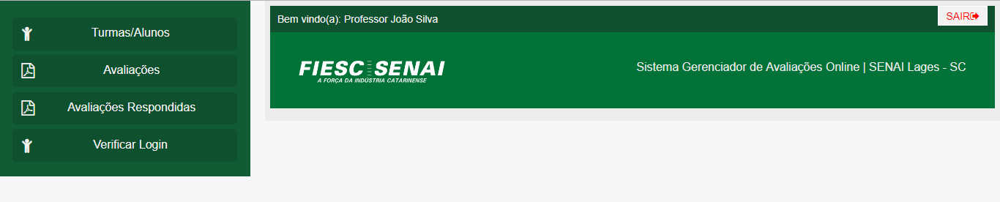 Turmas/Alunos
Avaliações
Avaliações Respondidas
Verificar Login
Bem vindo(a): Professor João Silva
SAIR
FIESC SENAI
A FORÇA DA INDÚSTRIA CATARINENSE
Sistema Gerenciador de Avaliações Online | SENAI Lages - SC